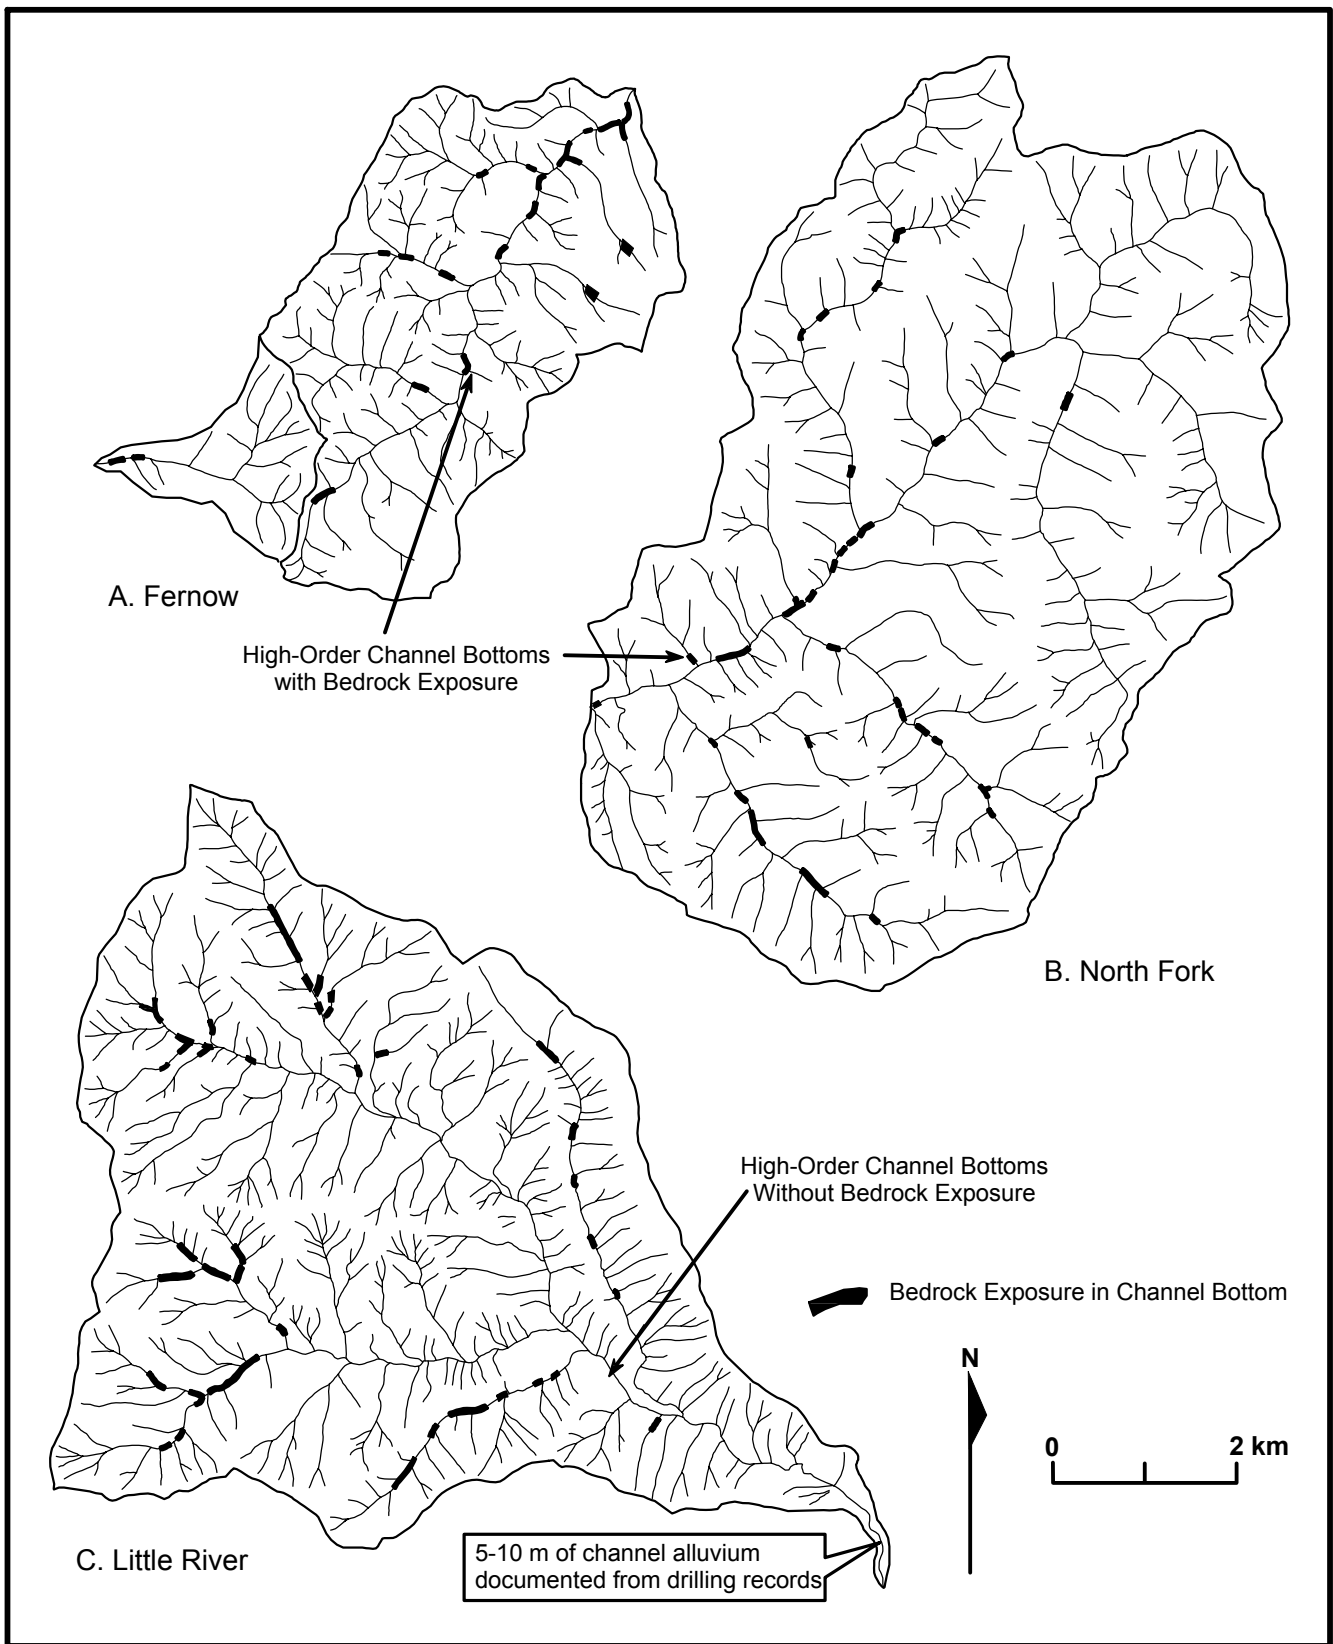 A. Fernow
High-Order Channel Bottoms
with Bedrock Exposure
B. North Fork
High-Order Channel Bottoms
Without Bedrock Exposure
Bedrock Exposure in Channel Bottom
N
0 2 km
C. Little River
5-10 m of channel alluvium
documented from drilling records